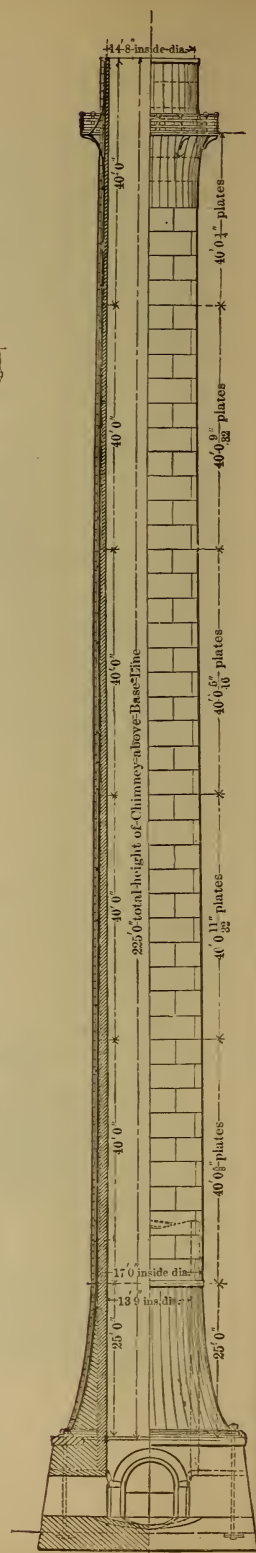 14'8" inside dia.
40'0"
40'0 1/4" plates
40'0"
40'0 9/32" plates
40'0"
40'0 5/16" plates
225'0" total height of Chimney above Base Line
40'0"
40'0 11/32" plates
40'0"
40'0 3/8" plates
17'0" inside dia.
13'9" ins. di.
25'0"
25'0"